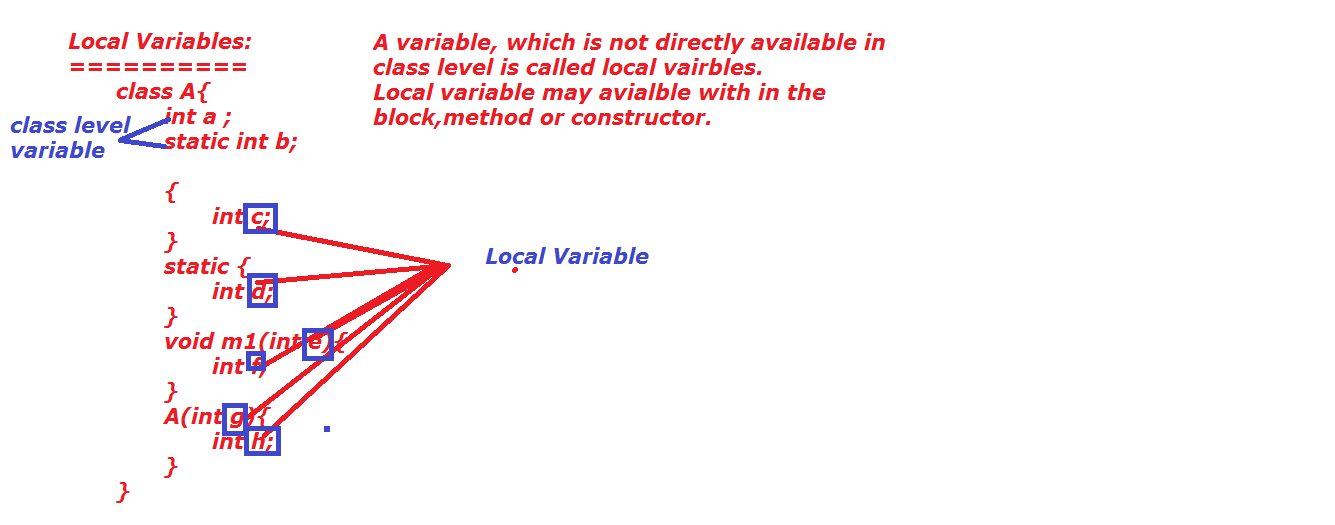 Local Variables:
==========
A variable, which is not directly available in
class level is called local vairbles.
Local variable may avialble with in the
block,method or constructor.
class A{
int a ;
static int b;
class level
variable
{
int c;
}
static {
int d;
}
void m1(int e){
int f;
}
A(int g){
int h;
}
}
Local Variable